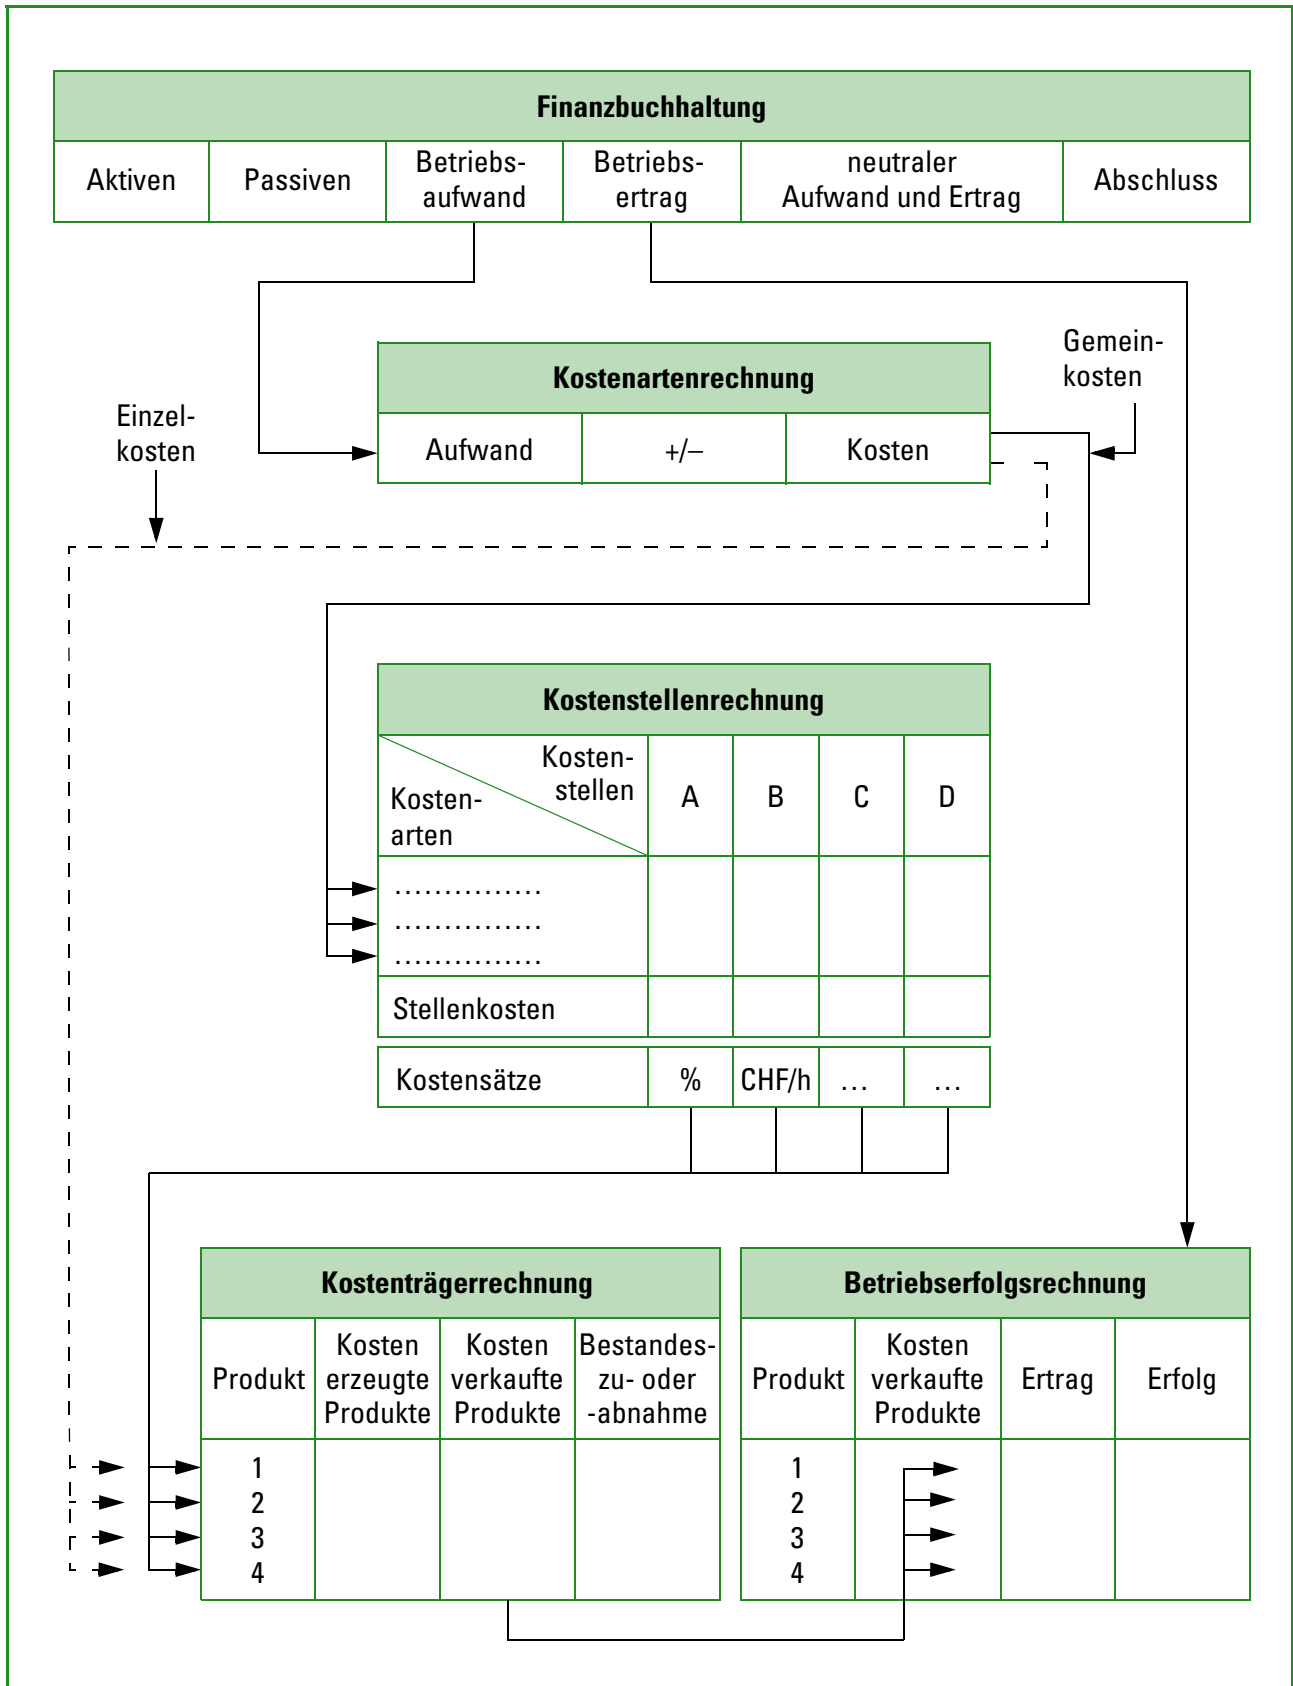 Finanzbuchhaltung
Aktiven
Passiven
Betriebs-
aufwand
Betriebs-
ertrag
neutraler
Aufwand und Ertrag
Abschluss
Gemein-
kosten
Einzel-
kosten
Kostenartenrechnung
Aufwand
+/–
Kosten
Kostenstellenrechnung
Kosten-
stellen
Kosten-
arten
A
B
C
D
……………
……………
……………
Stellenkosten
Kostensätze
%
CHF/h
…
…
Kostenträgerrechnung
Produkt
Kosten
erzeugte
Produkte
Kosten
verkaufte
Produkte
Bestandes-
zu- oder
-abnahme
1
2
3
4
Betriebserfolgsrechnung
Produkt
Kosten
verkaufte
Produkte
Ertrag
Erfolg
1
2
3
4